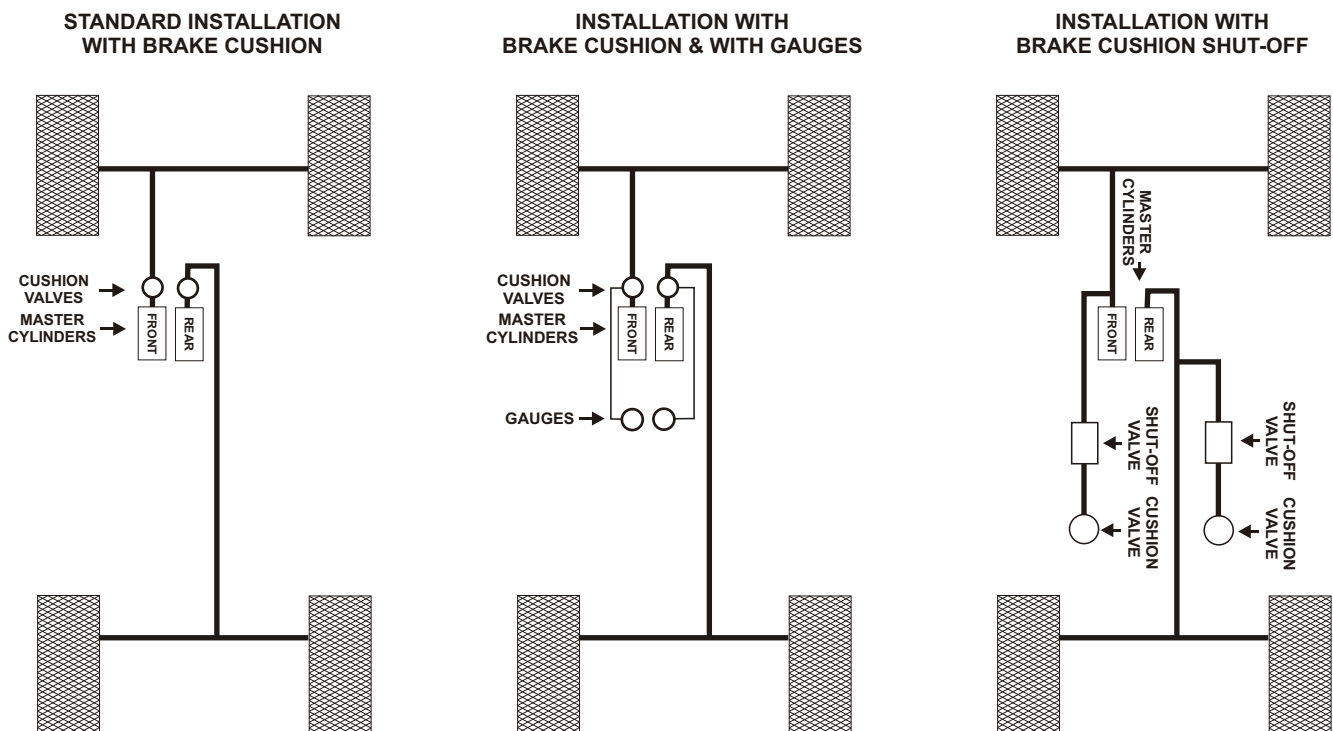 STANDARD INSTALLATION
WITH BRAKE CUSHION
CUSHION
VALVES
MASTER
CYLINDERS
FRONT
REAR
INSTALLATION WITH
BRAKE CUSHION & WITH GAUGES
CUSHION
VALVES
MASTER
CYLINDERS
FRONT
REAR
GAUGES
INSTALLATION WITH
BRAKE CUSHION SHUT-OFF
MASTER
CYLINDERS
FRONT
REAR
SHUT-OFF
VALVE
SHUT-OFF
VALVE
CUSHION
VALVE
CUSHION
VALVE